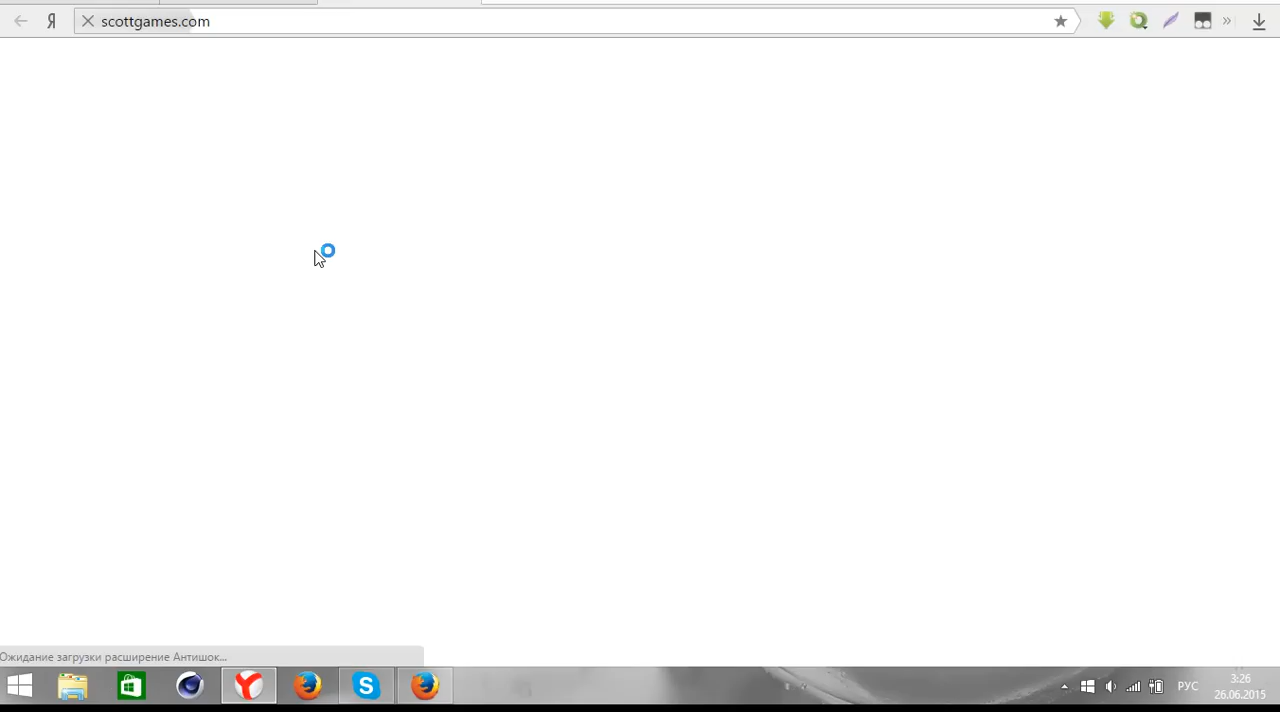 Я
scottgames.com
Ожидание загрузки расширение Антишок...
РУС
3:26
26.06.2015